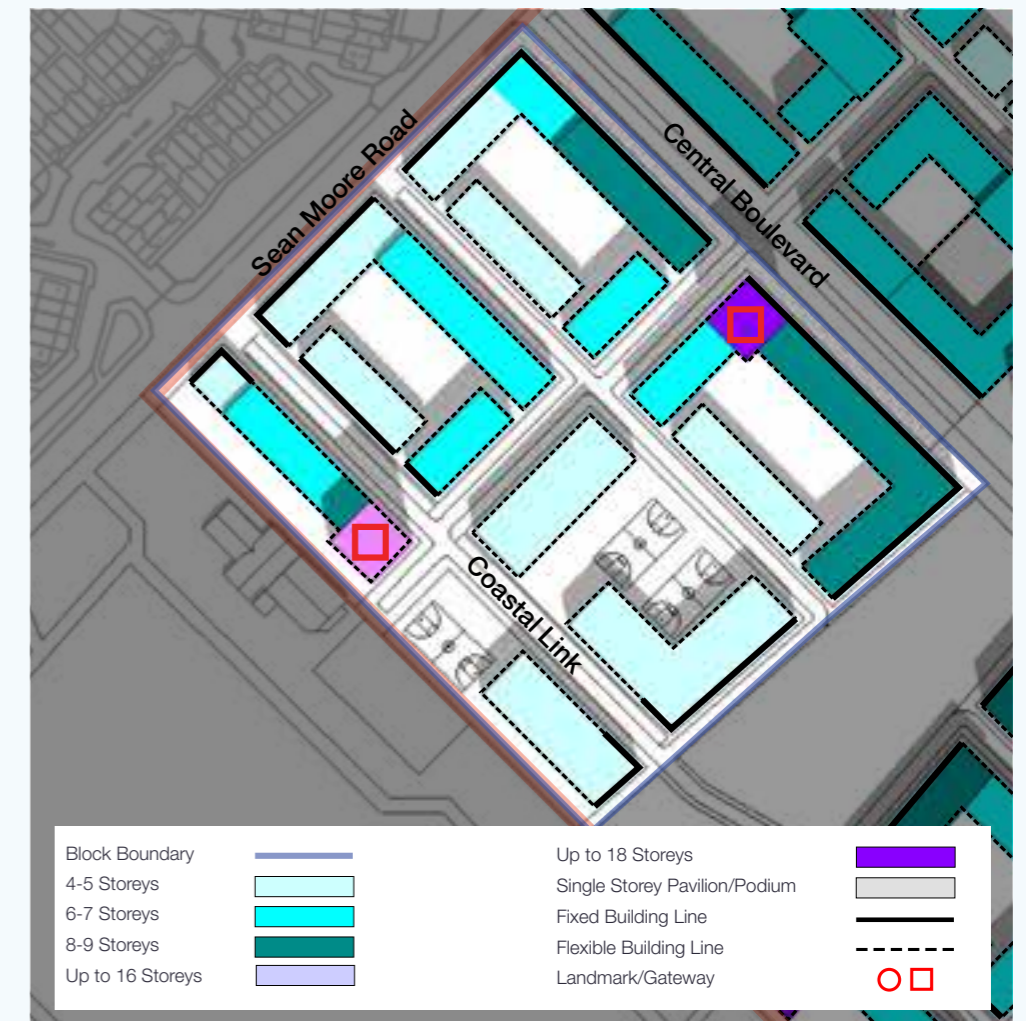 Sean Moore Road
Central Boulevard
Coastal Link
Block Boundary
4-5 Storeys
6-7 Storeys
8-9 Storeys
Up to 16 Storeys
Up to 18 Storeys
Single Storey Pavilion/Podium
Fixed Building Line
Flexible Building Line
Landmark/Gateway